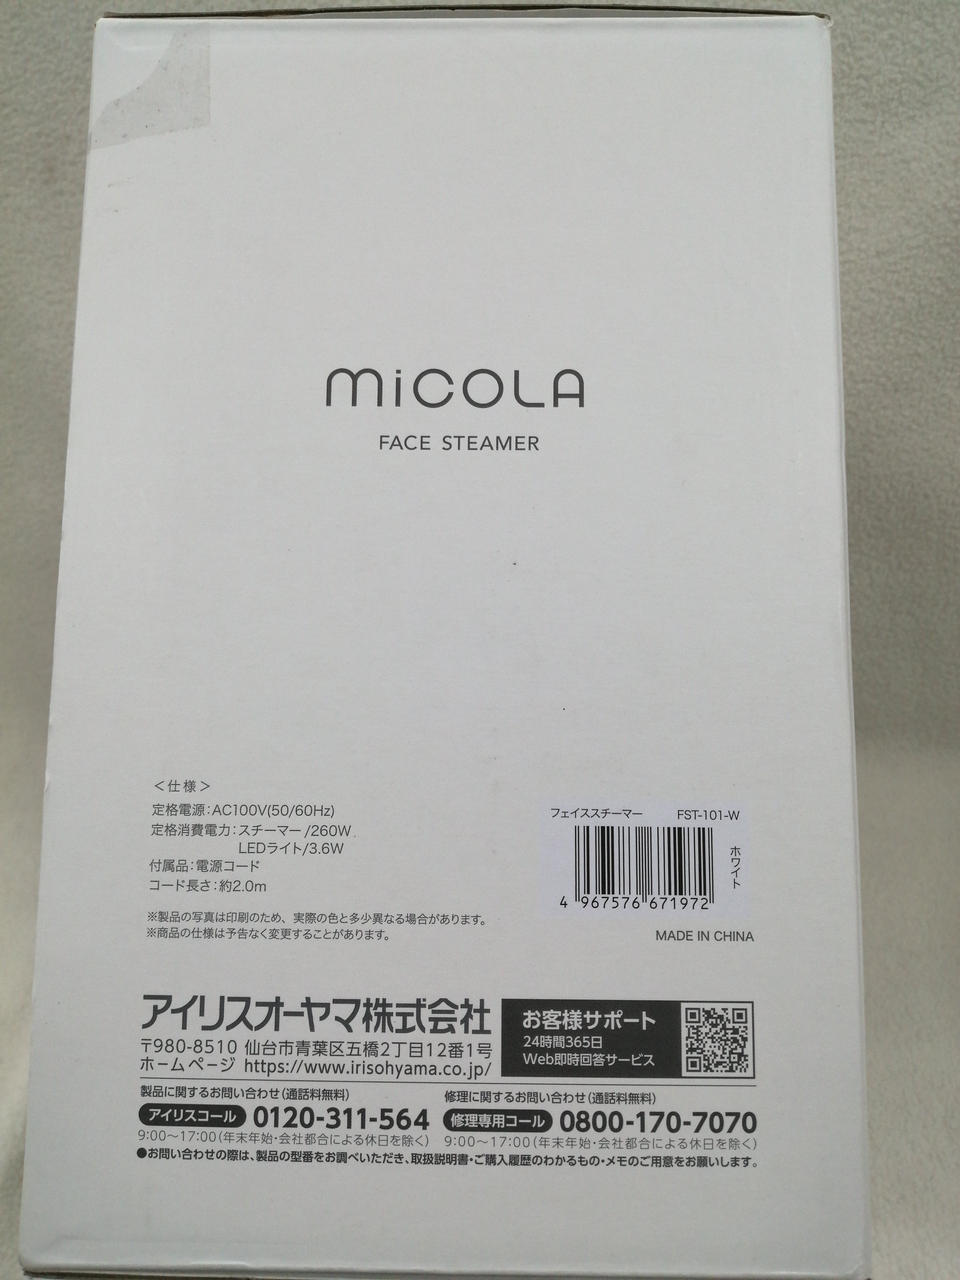 micoLA
FACE STEAMER
＜仕様＞
定格電源：AC100V(50/60Hz)
定格消費電力：スチーマー/260W
LEDライト/3.6W
付属品：電源コード
コード長さ：約2.0m
※製品の写真は印刷のため、実際の色と多少異なる場合があります。
※商品の仕様は予告なく変更することがあります。
フェイススチーマー FST-101-W
ホワイト
4 967576 671972
MADE IN CHINA
アイリスオーヤマ株式会社
〒980-8510 仙台市青葉区五橋2丁目12番1号
ホームページ https://www.irisohyama.co.jp/
お客様サポート
24時間365日
Web即時回答サービス
製品に関するお問い合わせ(通話料無料)
アイリスコール 0120-311-564
9:00〜17:00(年末年始・会社都合による休日を除く)
修理に関するお問い合わせ(通話料無料)
修理専用コール 0800-170-7070
9:00〜17:00(年末年始・会社都合による休日を除く)
●お問い合わせの際は、製品の型番をお調べいただき、取扱説明書・ご購入履歴のわかるもの・メモのご用意をお願いします。